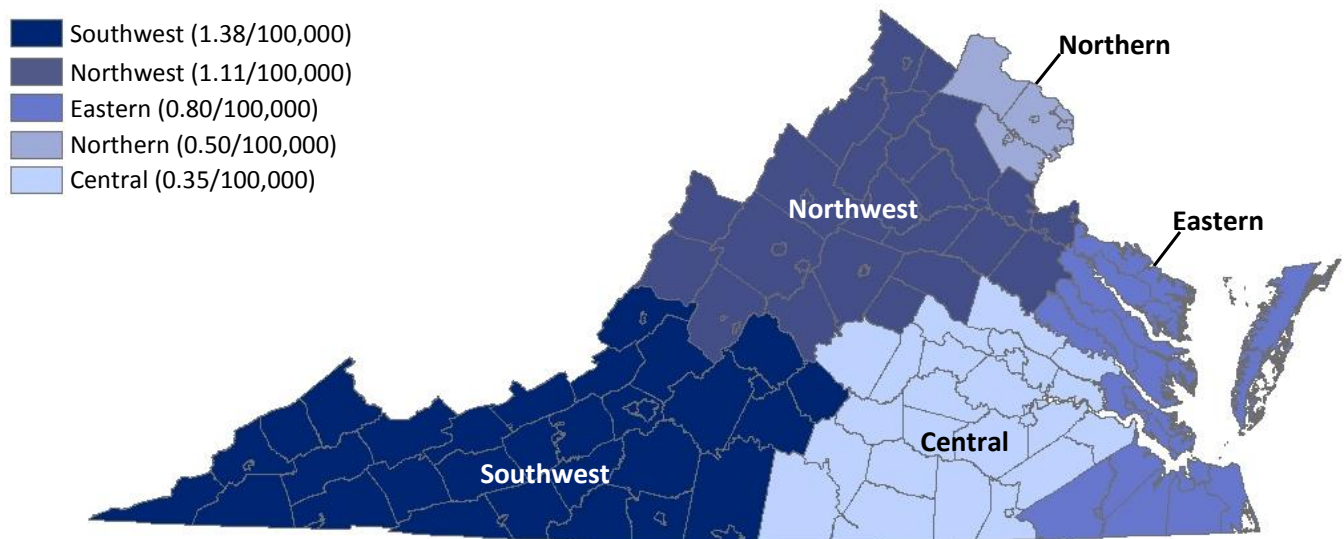 Southwest (1.38/100,000)
Northwest (1.11/100,000)
Eastern (0.80/100,000)
Northern (0.50/100,000)
Central (0.35/100,000)
Northern
Northwest
Eastern
Central
Southwest